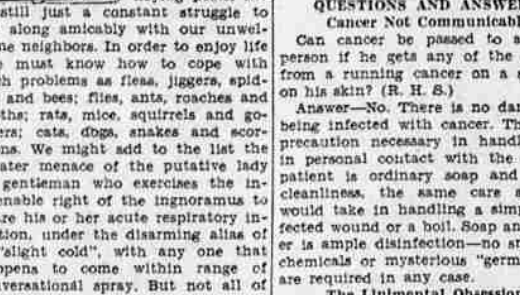 still just a constant struggle to
along amicably with our unwel-
ne neighbors. In order to enjoy life
must know how to cope with
h problems as fleas, jiggers, spid-
and bees; flies, ants, roaches and
ths; rats, mice, squirrels and go-
ers; cats, dogs, snakes and scor-
ns. We might add to the list the
ater menace of the putative lady
gentleman who exercises the in-
enable right of the ingnoramus to
re his or her acute respiratory in-
tion, under the disarming alias of
"slight cold", with any one that
ppens to come within range of
versational spray. But not all of
QUESTIONS AND ANSWE
Cancer Not Communicabl
Can cancer be passed to a
person if he gets any of the
from a running cancer on a s
on his skin? (R. H. S.)
Answer—No. There is no dan
being infected with cancer. Th
precaution necessary in handl
in personal contact with the
patient is ordinary soap and
cleanliness, the same care a
would take in handling a simp
fected wound or a boil. Soap an
er is ample disinfection—no st
chemicals or mysterious "germ
are required in any case.
The Linimental Obsession